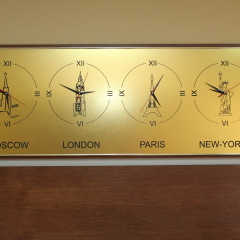 XII XII XII XII
III IX III IX III IX
VI VI VI VI
OSCOW LONDON PARIS NEW-YOR